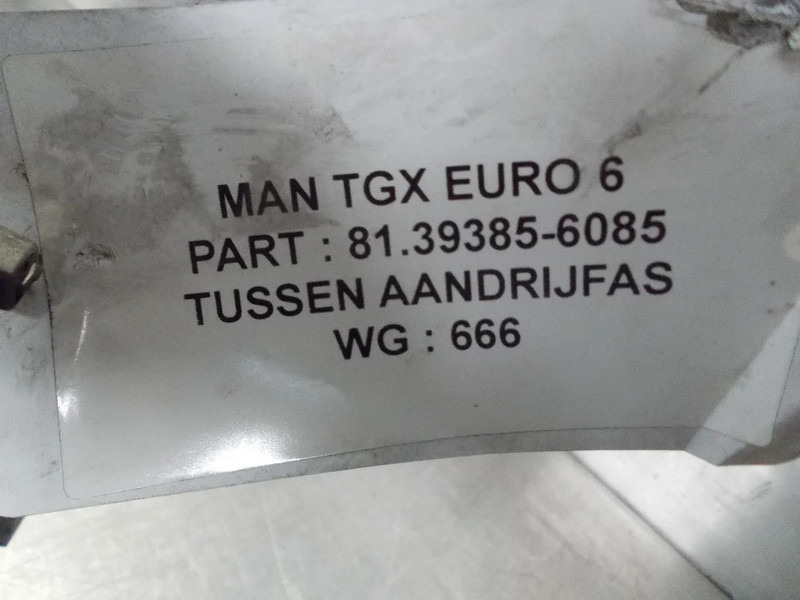 MAN TGX EURO 6
PART : 81.39385-6085
TUSSEN AANDRIJFAS
WG : 666